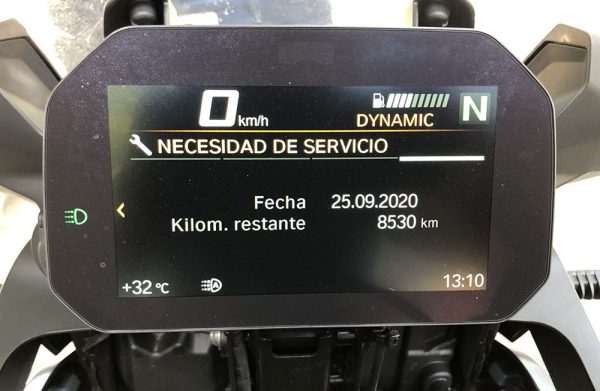 0 km/h
N
DYNAMIC
NECESIDAD DE SERVICIO
Fecha 25.09.2020
Kilom. restante 8530 km
+32 °C A 13:10